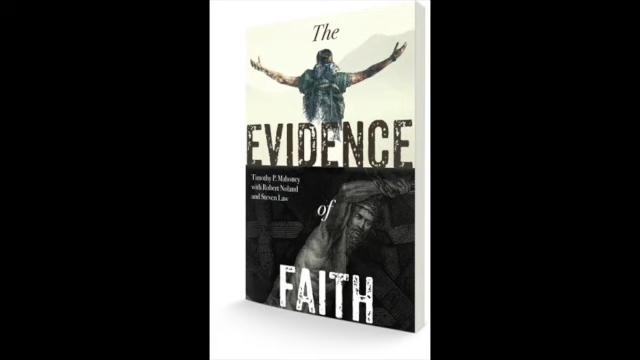 The
EVIDENCE
Timothy P. Mahoney
with Robert Noland
and Steven Law
of
FAITH